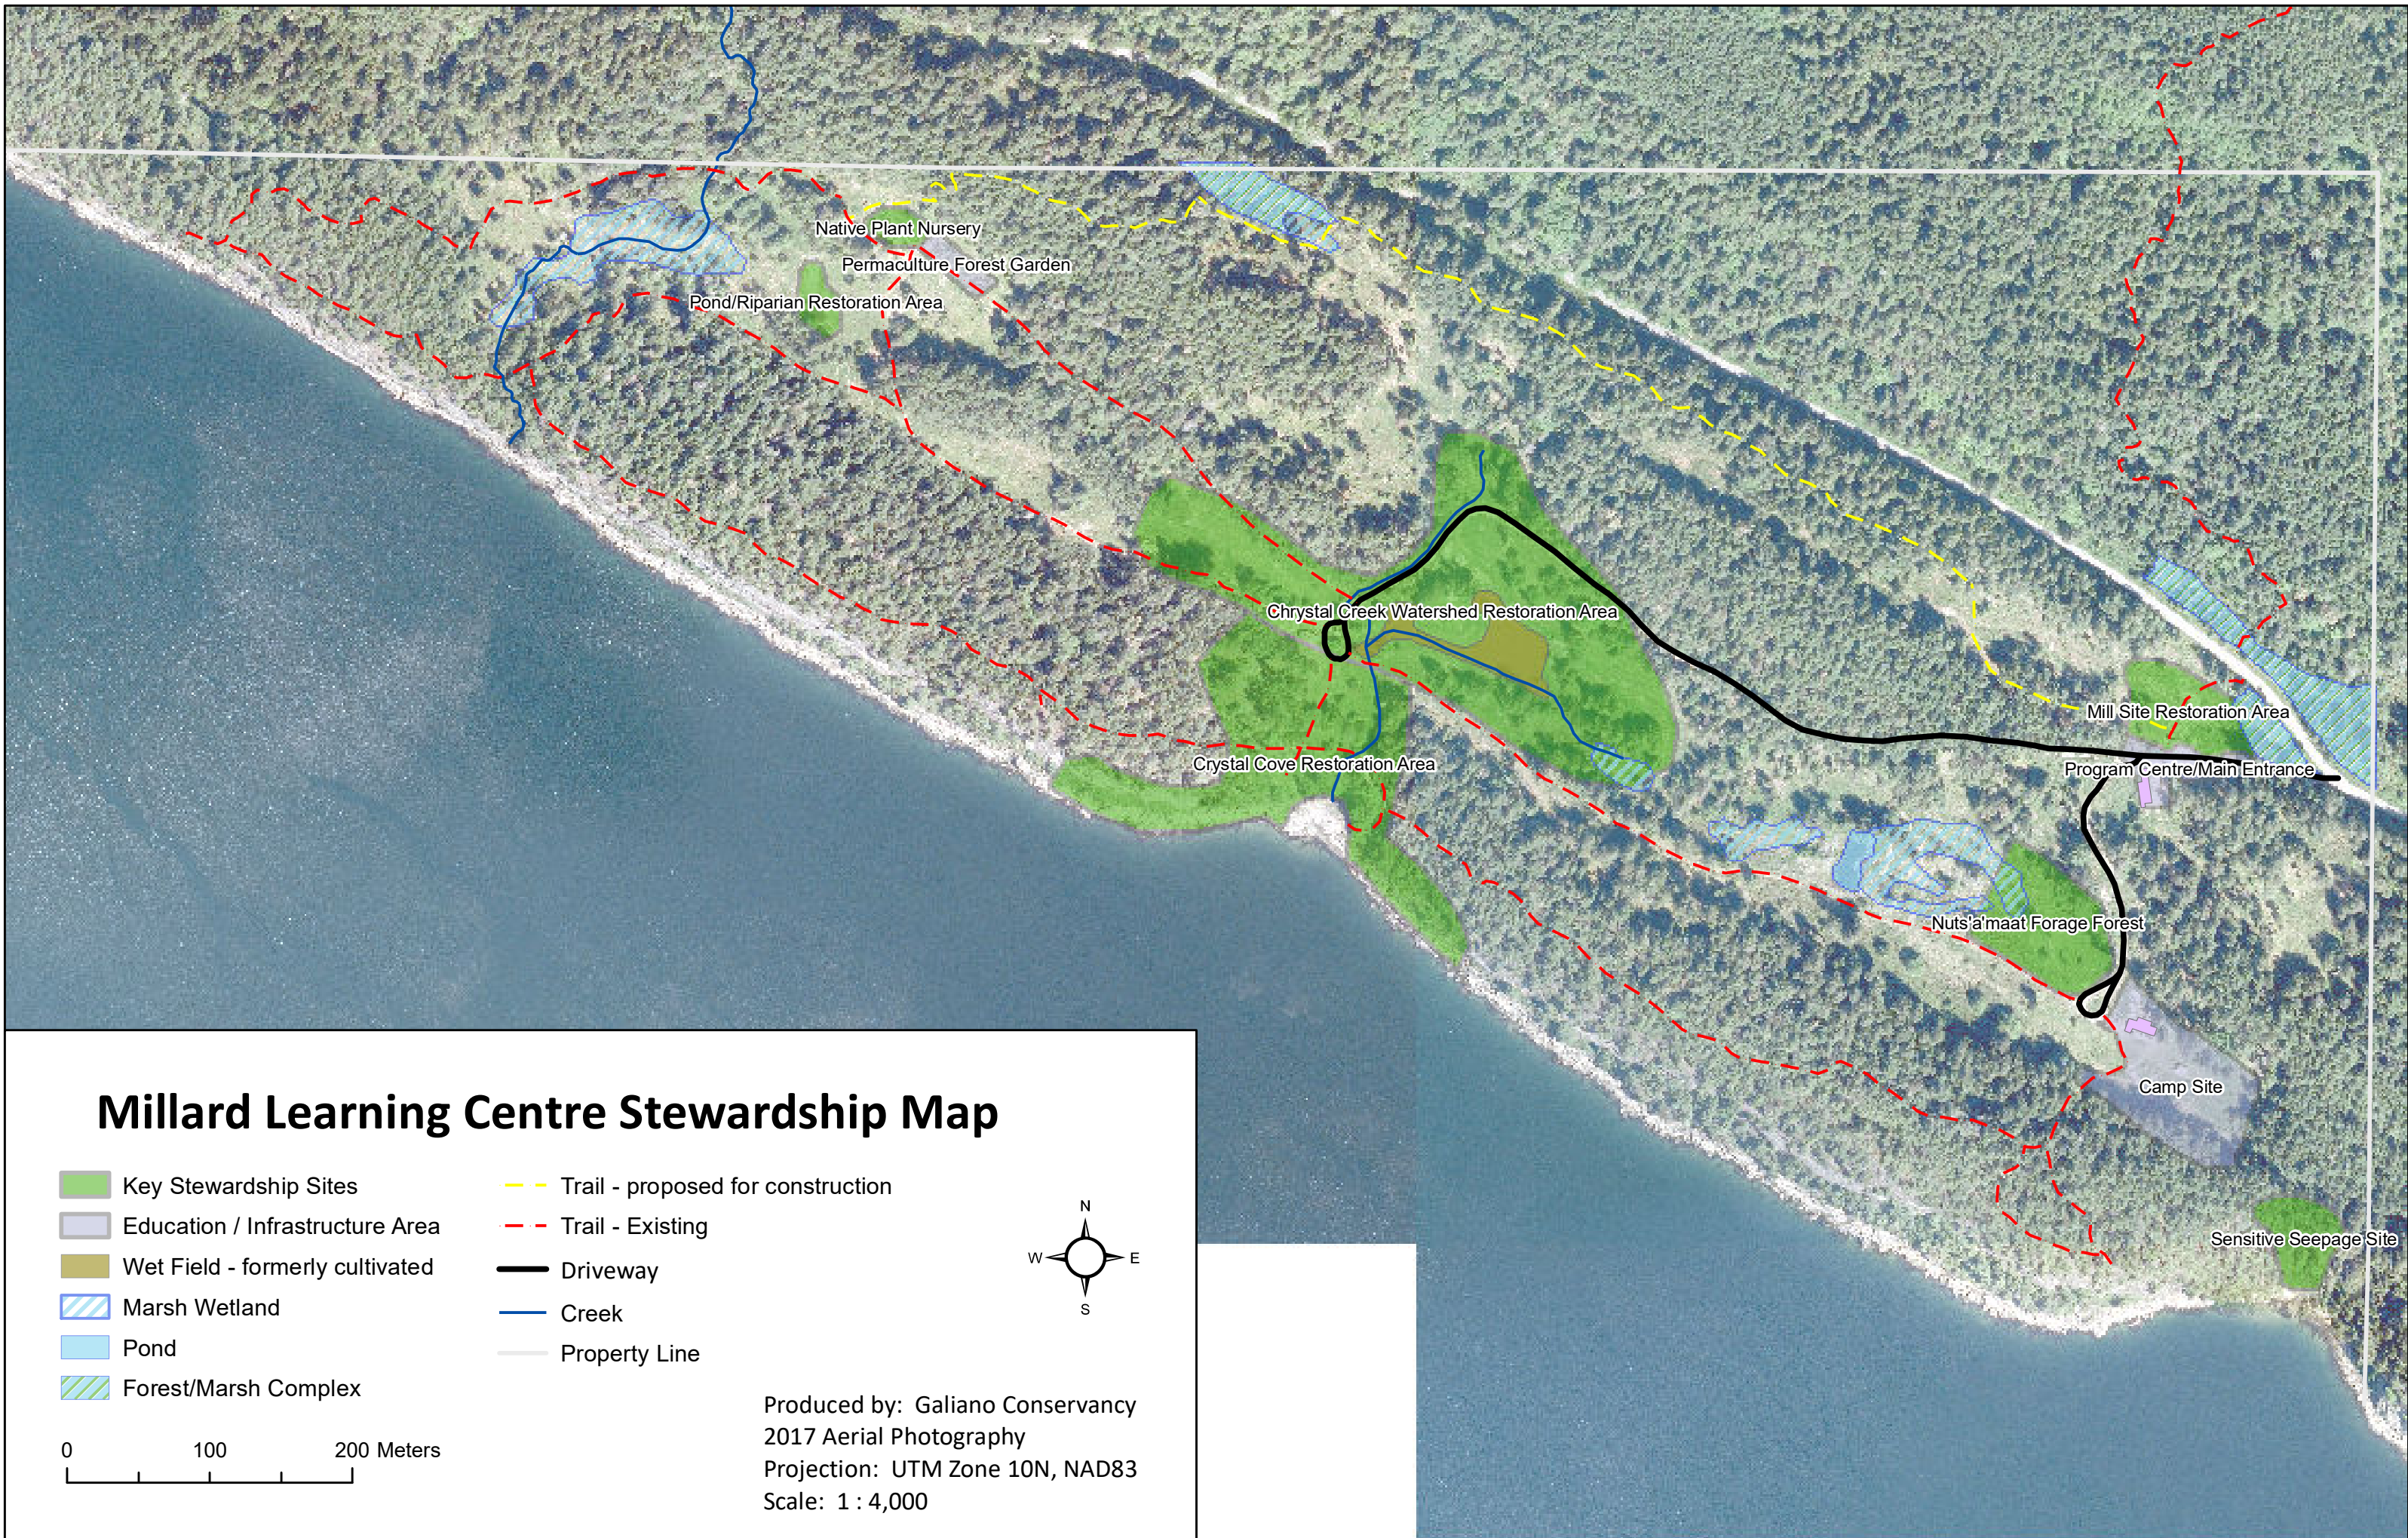 Native Plant Nursery
Permaculture Forest Garden
Pond/Riparian Restoration Area
Chrystal Creek Watershed Restoration Area
Mill Site Restoration Area
Crystal Cove Restoration Area
Program Centre/Main Entrance
Nuts'a'maat Forage Forest
Camp Site
Sensitive Seepage Site
Millard Learning Centre Stewardship Map
Key Stewardship Sites
Education / Infrastructure Area
Wet Field - formerly cultivated
Marsh Wetland
Pond
Forest/Marsh Complex
Trail - proposed for construction
Trail - Existing
Driveway
Creek
Property Line
N
W
E
S
0 100 200 Meters
Produced by: Galiano Conservancy
2017 Aerial Photography
Projection: UTM Zone 10N, NAD83
Scale: 1 : 4,000